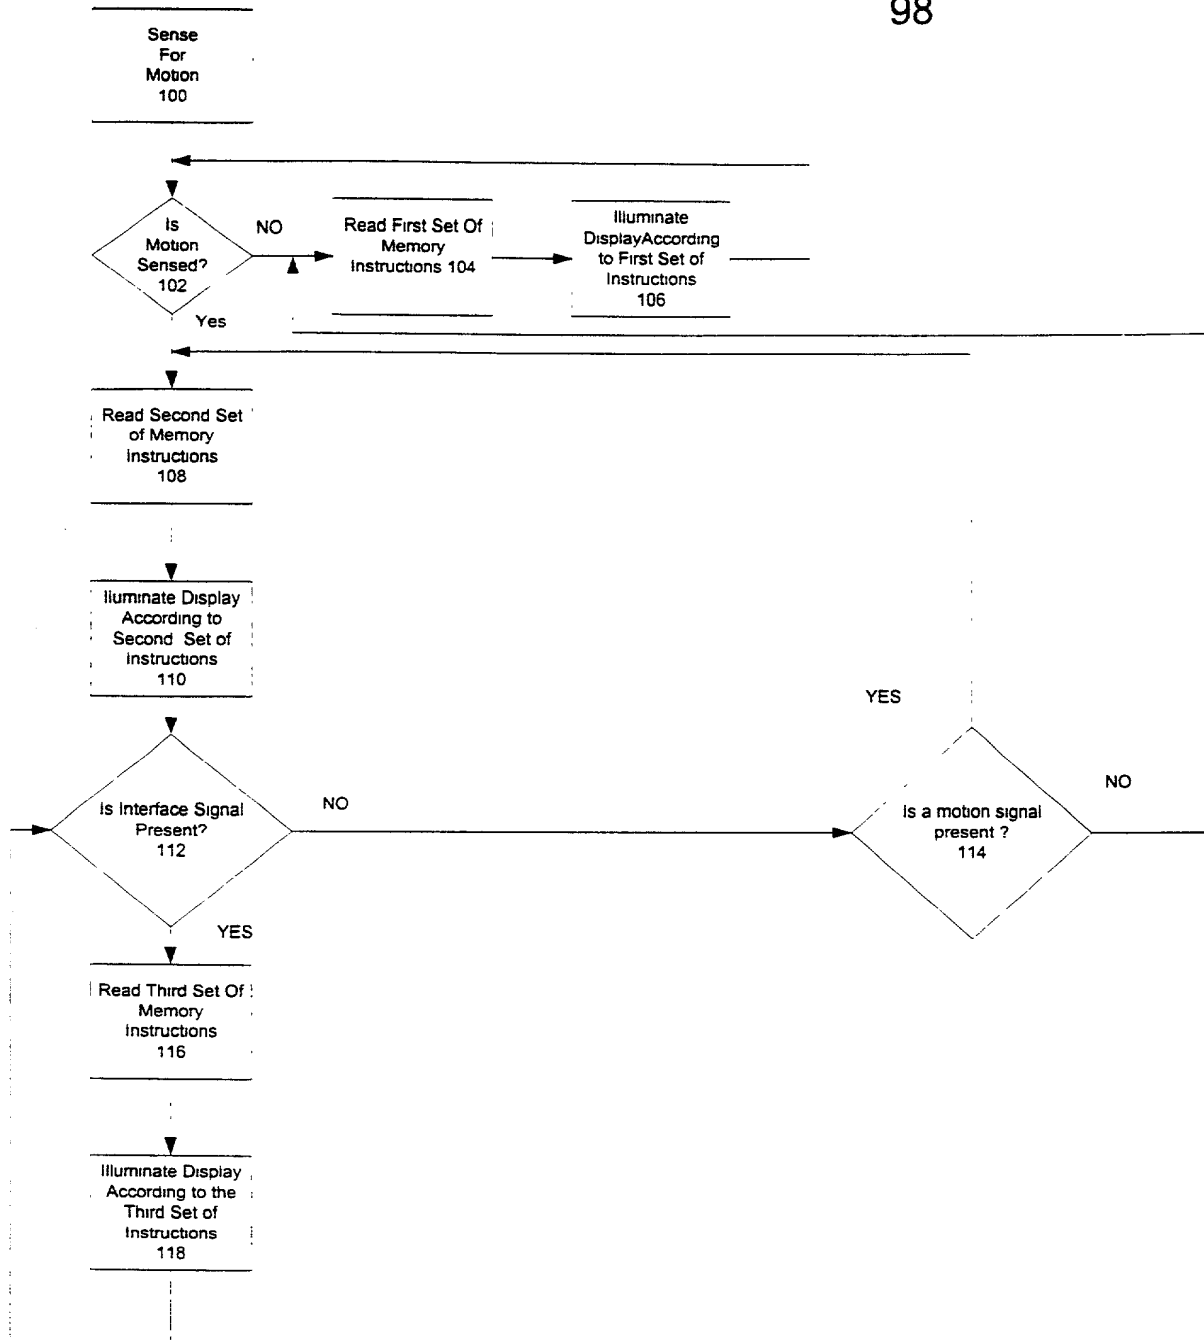 98
Sense
For
Motion
100
Is
Motion
Sensed?
102
NO
Yes
Read First Set Of
Memory
Instructions 104
Illuminate
DisplayAccording
to First Set of
Instructions
106
Read Second Set
of Memory
Instructions
108
Iluminate Display
According to
Second Set of
Instructions
110
Is Interface Signal
Present?
112
NO
YES
YES
Is a motion signal
present ?
114
NO
Read Third Set Of
Memory
Instructions
116
Illuminate Display
According to the
Third Set of
Instructions
118